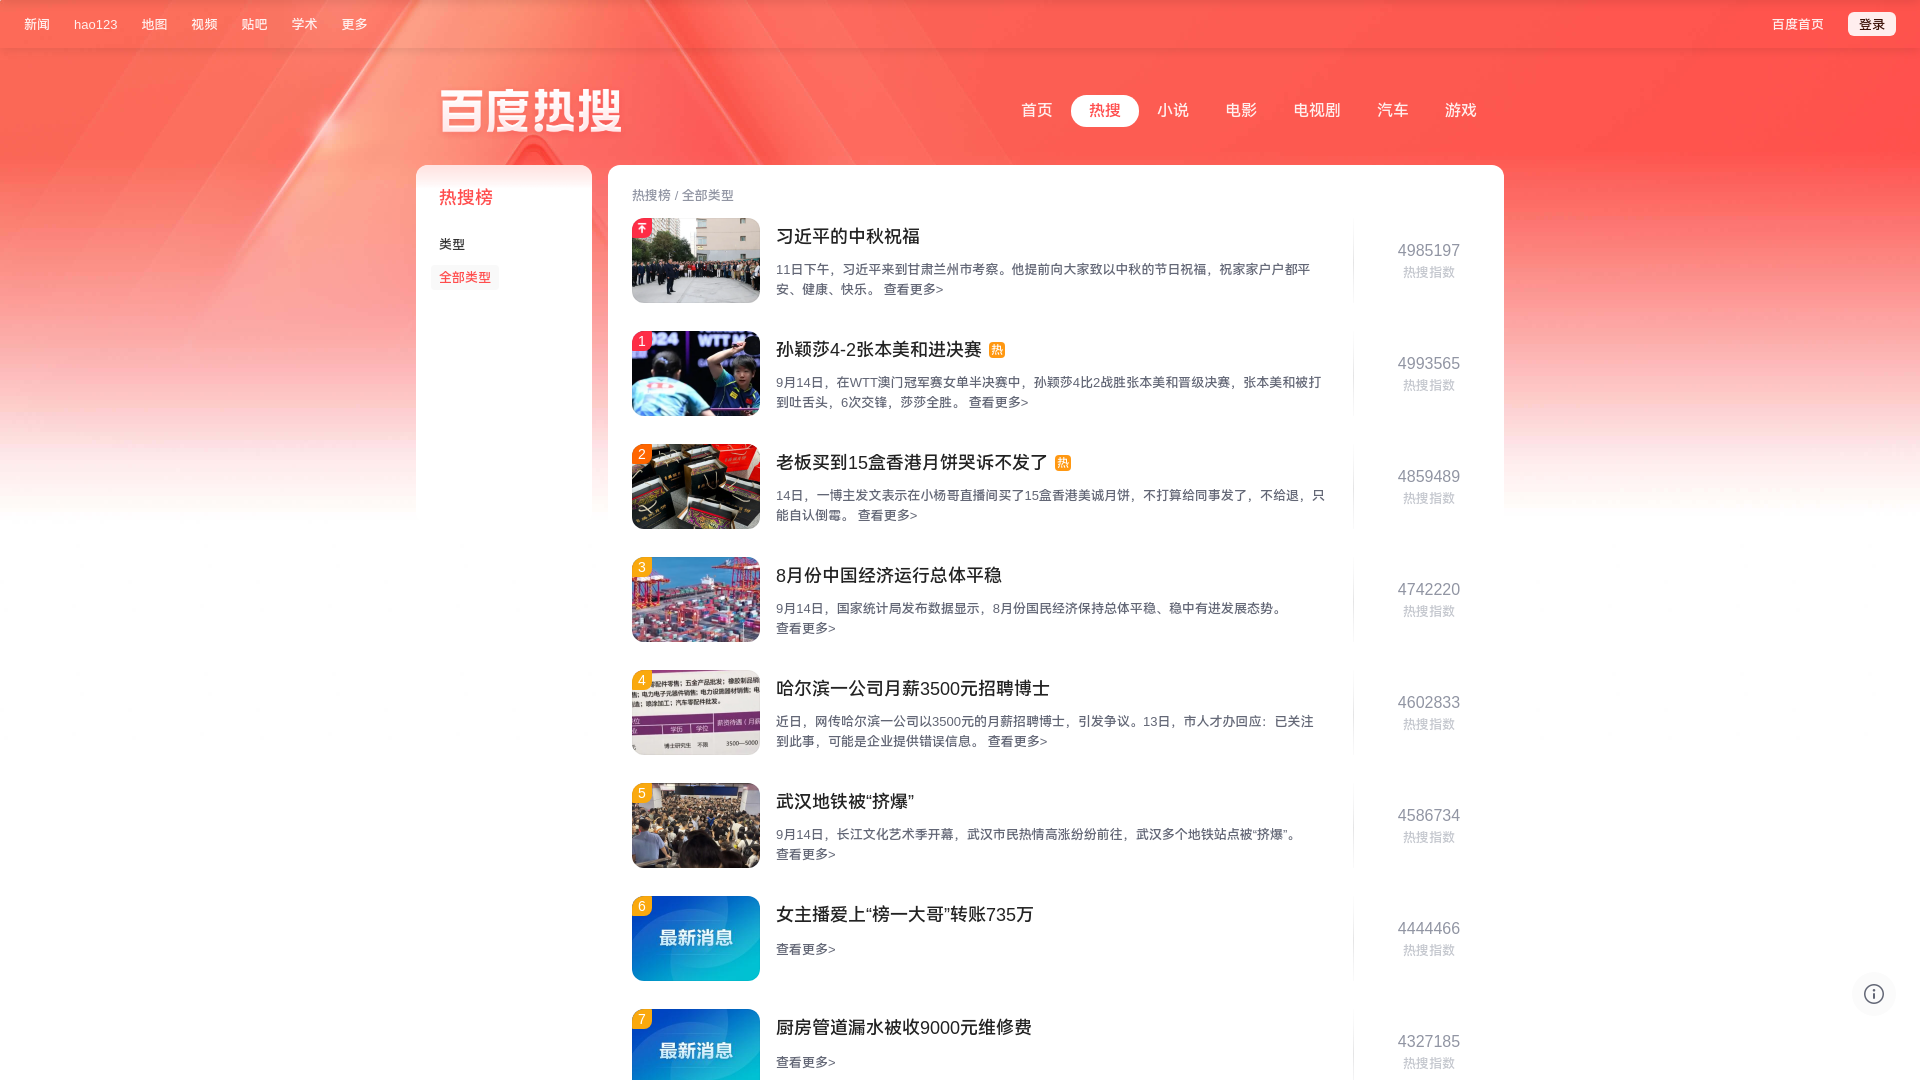 新闻
hao123
地图
视频
贴吧
学术
更多
百度首页
登录
百度热搜
首页
热搜
小说
电影
电视剧
汽车
游戏
热搜榜
类型
全部类型
热搜榜 / 全部类型
习近平的中秋祝福
11日下午，习近平来到甘肃兰州市考察。他提前向大家致以中秋的节日祝福，祝家家户户都平
安、健康、快乐。 查看更多>
4985197
热搜指数
1
孙颖莎4-2张本美和进决赛 热
9月14日，在WTT澳门冠军赛女单半决赛中，孙颖莎4比2战胜张本美和晋级决赛，张本美和被打
到吐舌头，6次交锋，莎莎全胜。 查看更多>
4993565
热搜指数
2
老板买到15盒香港月饼哭诉不发了 热
14日，一博主发文表示在小杨哥直播间买了15盒香港美诚月饼，不打算给同事发了，不给退，只
能自认倒霉。 查看更多>
4859489
热搜指数
3
8月份中国经济运行总体平稳
9月14日，国家统计局发布数据显示，8月份国民经济保持总体平稳、稳中有进发展态势。
查看更多>
4742220
热搜指数
4
哈尔滨一公司月薪3500元招聘博士
近日，网传哈尔滨一公司以3500元的月薪招聘博士，引发争议。13日，市人才办回应：已关注
到此事，可能是企业提供错误信息。 查看更多>
4602833
热搜指数
5
武汉地铁被“挤爆”
9月14日，长江文化艺术季开幕，武汉市民热情高涨纷纷前往，武汉多个地铁站点被“挤爆”。
查看更多>
4586734
热搜指数
6
最新消息
女主播爱上“榜一大哥”转账735万
查看更多>
4444466
热搜指数
7
最新消息
厨房管道漏水被收9000元维修费
查看更多>
4327185
热搜指数